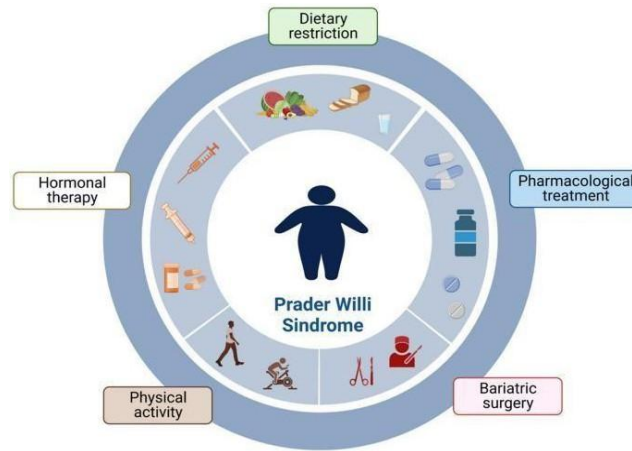 Dietary
restriction
Hormonal
therapy
Pharmacological
treatment
Prader Willi
Sindrome
Physical
activity
Bariatric
surgery